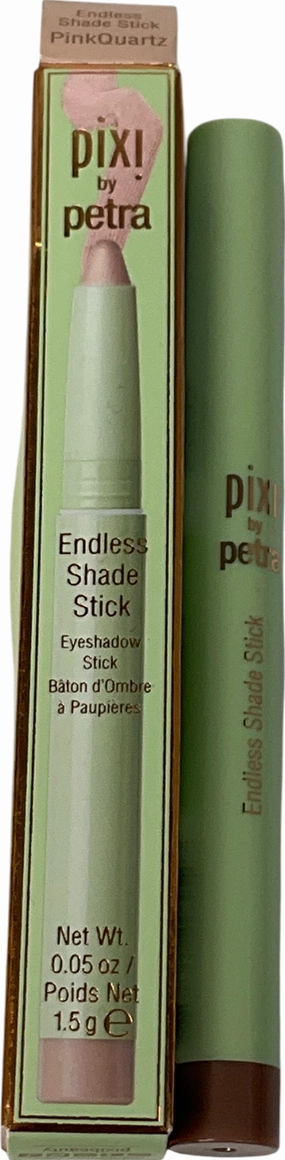 Endless
Shade Stick
PinkQuartz
pixi
by
petra
Endless
Shade
Stick
Eyeshadow
Stick
Bâton d'Ombre
à Paupières
Net Wt.
0.05 oz /
Poids Net
1.5 g ℮
pixibeauty
pixi
by
petra
Endless Shade Stick